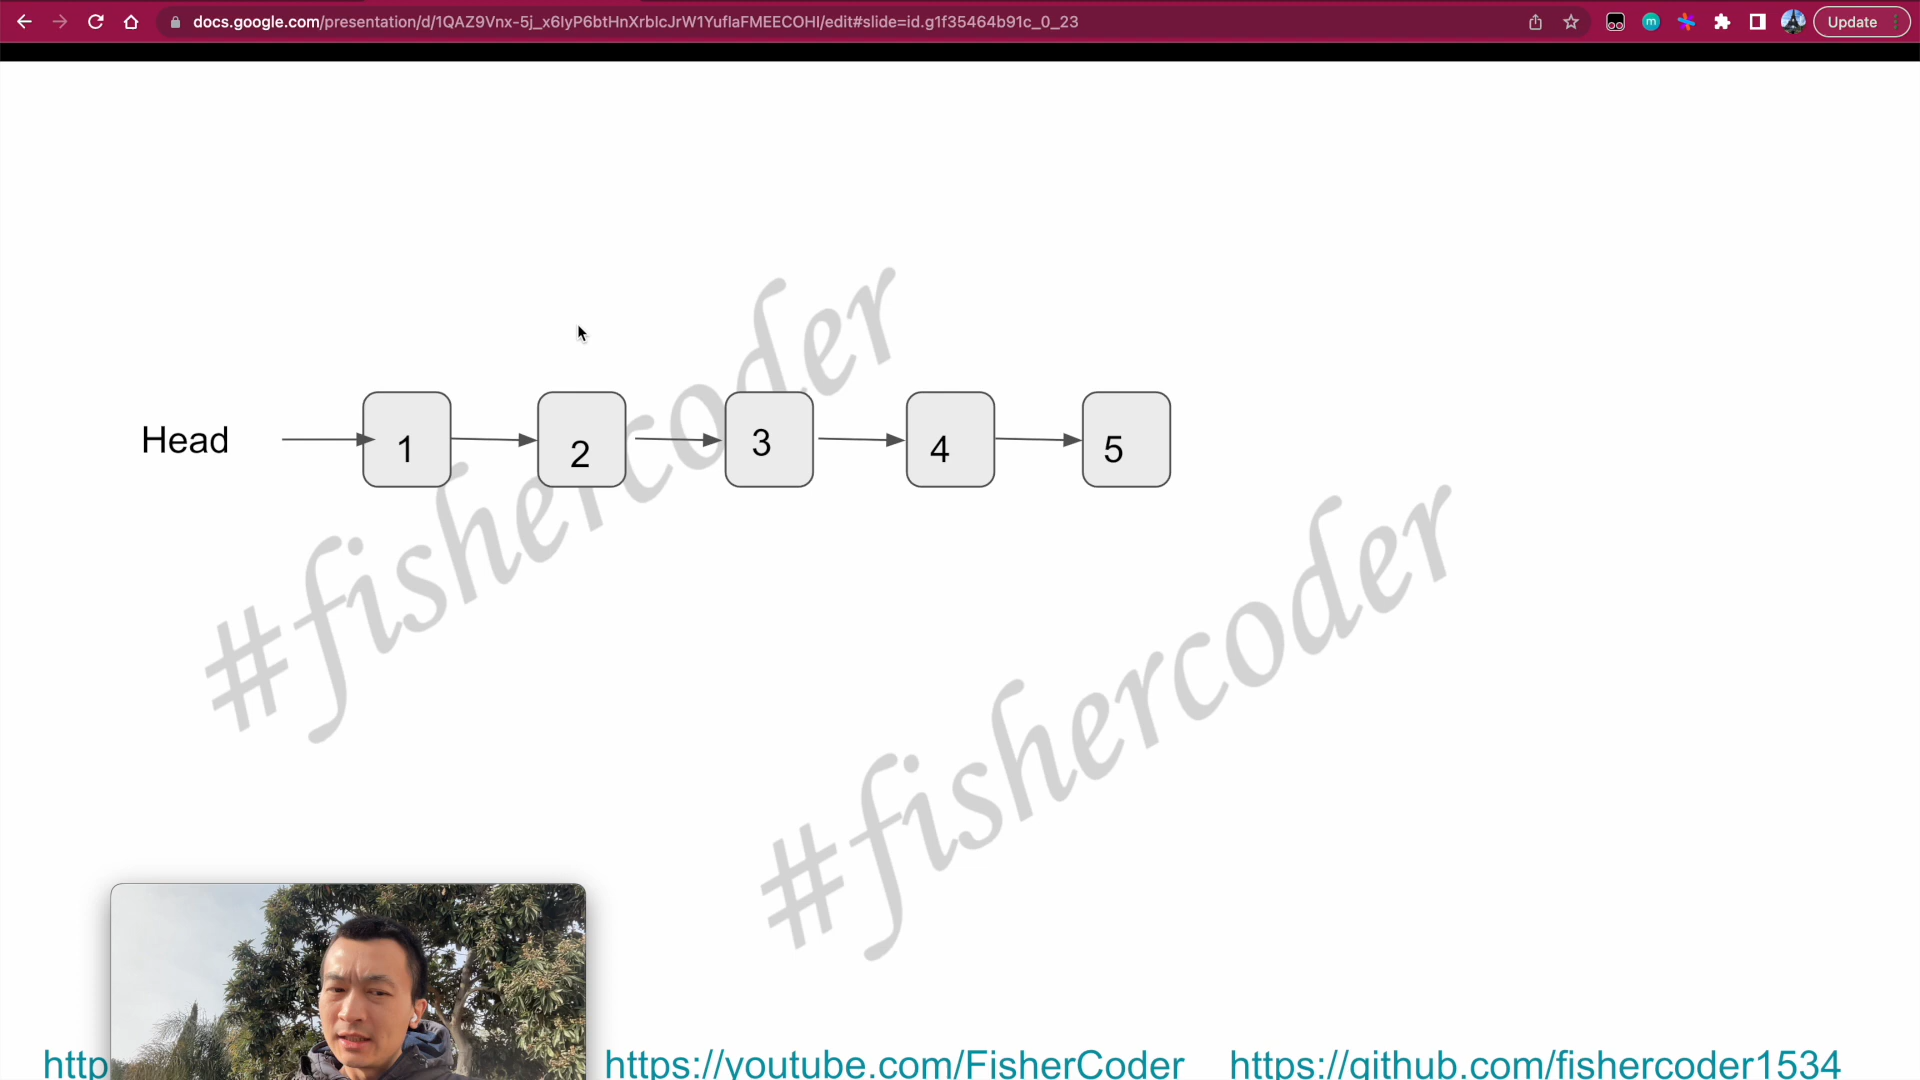 docs.google.com/presentation/d/1QAZ9Vnx-5j_x6IyP6btHnXrbIcJrW1YuflaFMEECOHI/edit#slide=id.g1f35464b91c_0_23
m
Update
Head
1
2
3
4
5
#fishercoder
#fishercoder
http
https://youtube.com/FisherCoder
https://github.com/fishercoder1534